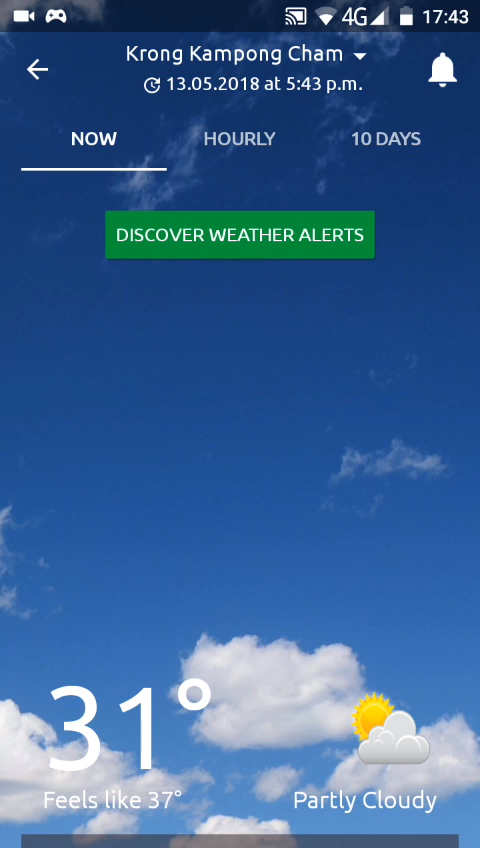 4G 17:43
Krong Kampong Cham
13.05.2018 at 5:43 p.m.
NOW HOURLY 10 DAYS
DISCOVER WEATHER ALERTS
31°
Feels like 37° Partly Cloudy